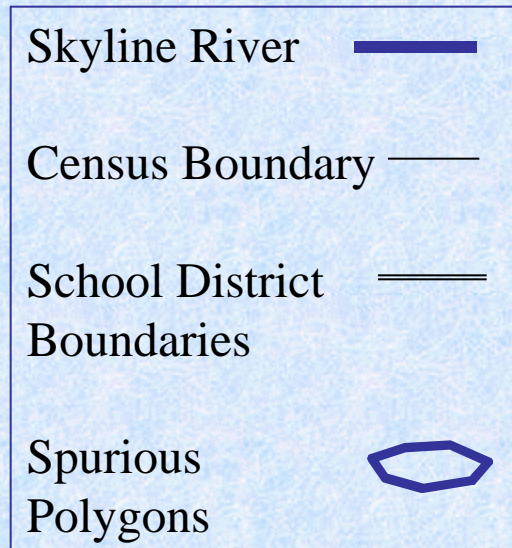 Skyline River
Census Boundary
School District
Boundaries
Spurious
Polygons